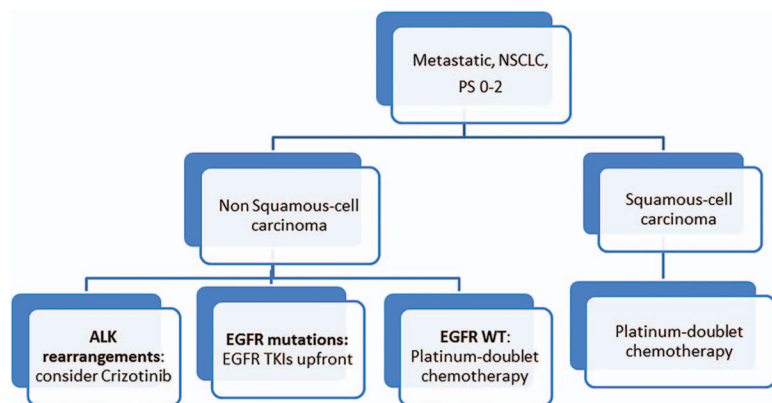 Metastatic, NSCLC,
PS 0-2
Non Squamous-cell
carcinoma
Squamous-cell
carcinoma
ALK
rearrangements:
consider Crizotinib
EGFR mutations:
EGFR TKIs upfront
EGFR WT:
Platinum-doublet
chemotherapy
Platinum-doublet
chemotherapy